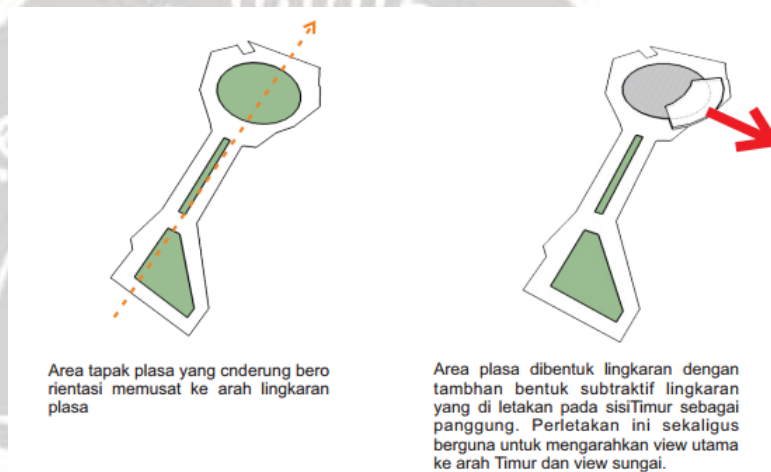 Area tapak plasa yang cnderung bero
rientasi memusat ke arah lingkaran
plasa
Area plasa dibentuk lingkaran dengan
tambhan bentuk subtraktif lingkaran
yang di letakan pada sisiTimur sebagai
panggung. Perletakan ini sekaligus
berguna untuk mengarahkan view utama
ke arah Timur dan view sungai.